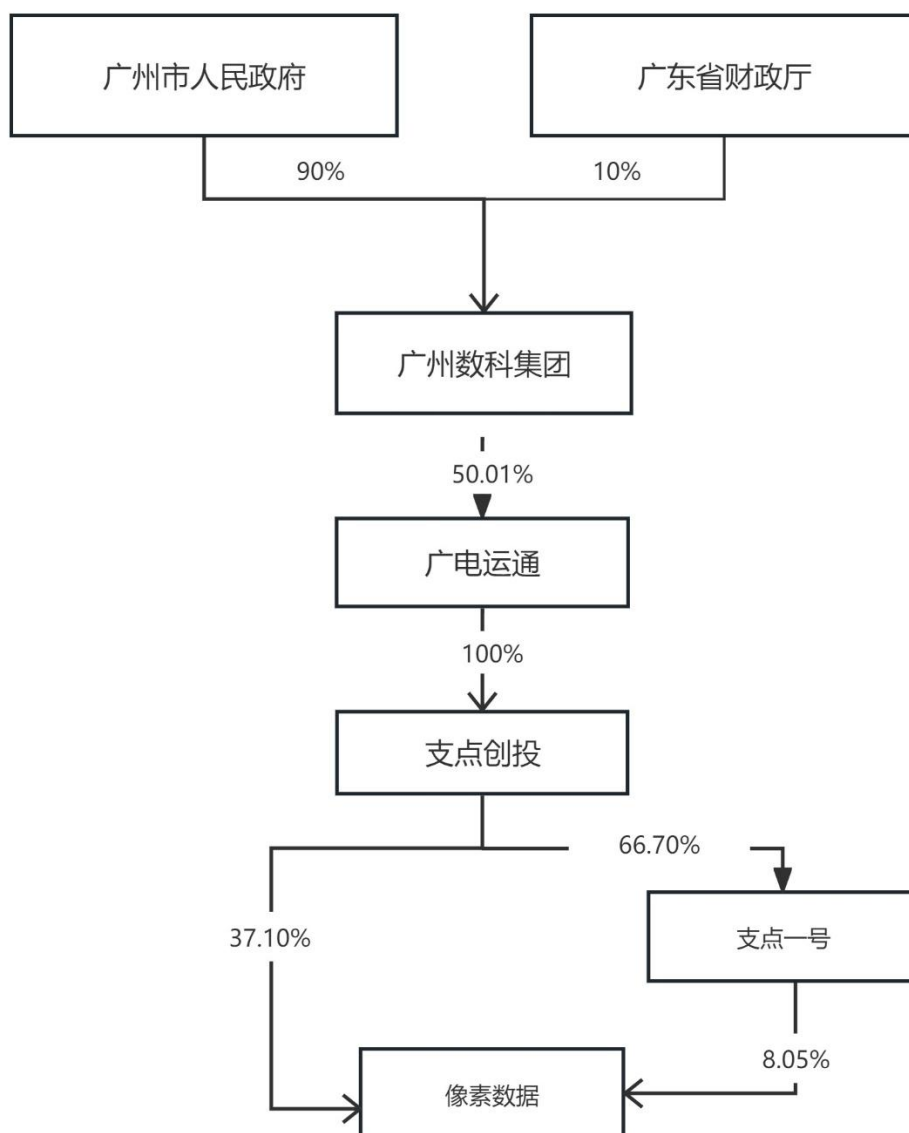 广州市人民政府
广东省财政厅
90%
10%
广州数科集团
50.01%
广电运通
100%
支点创投
66.70%
支点一号
37.10%
8.05%
像素数据